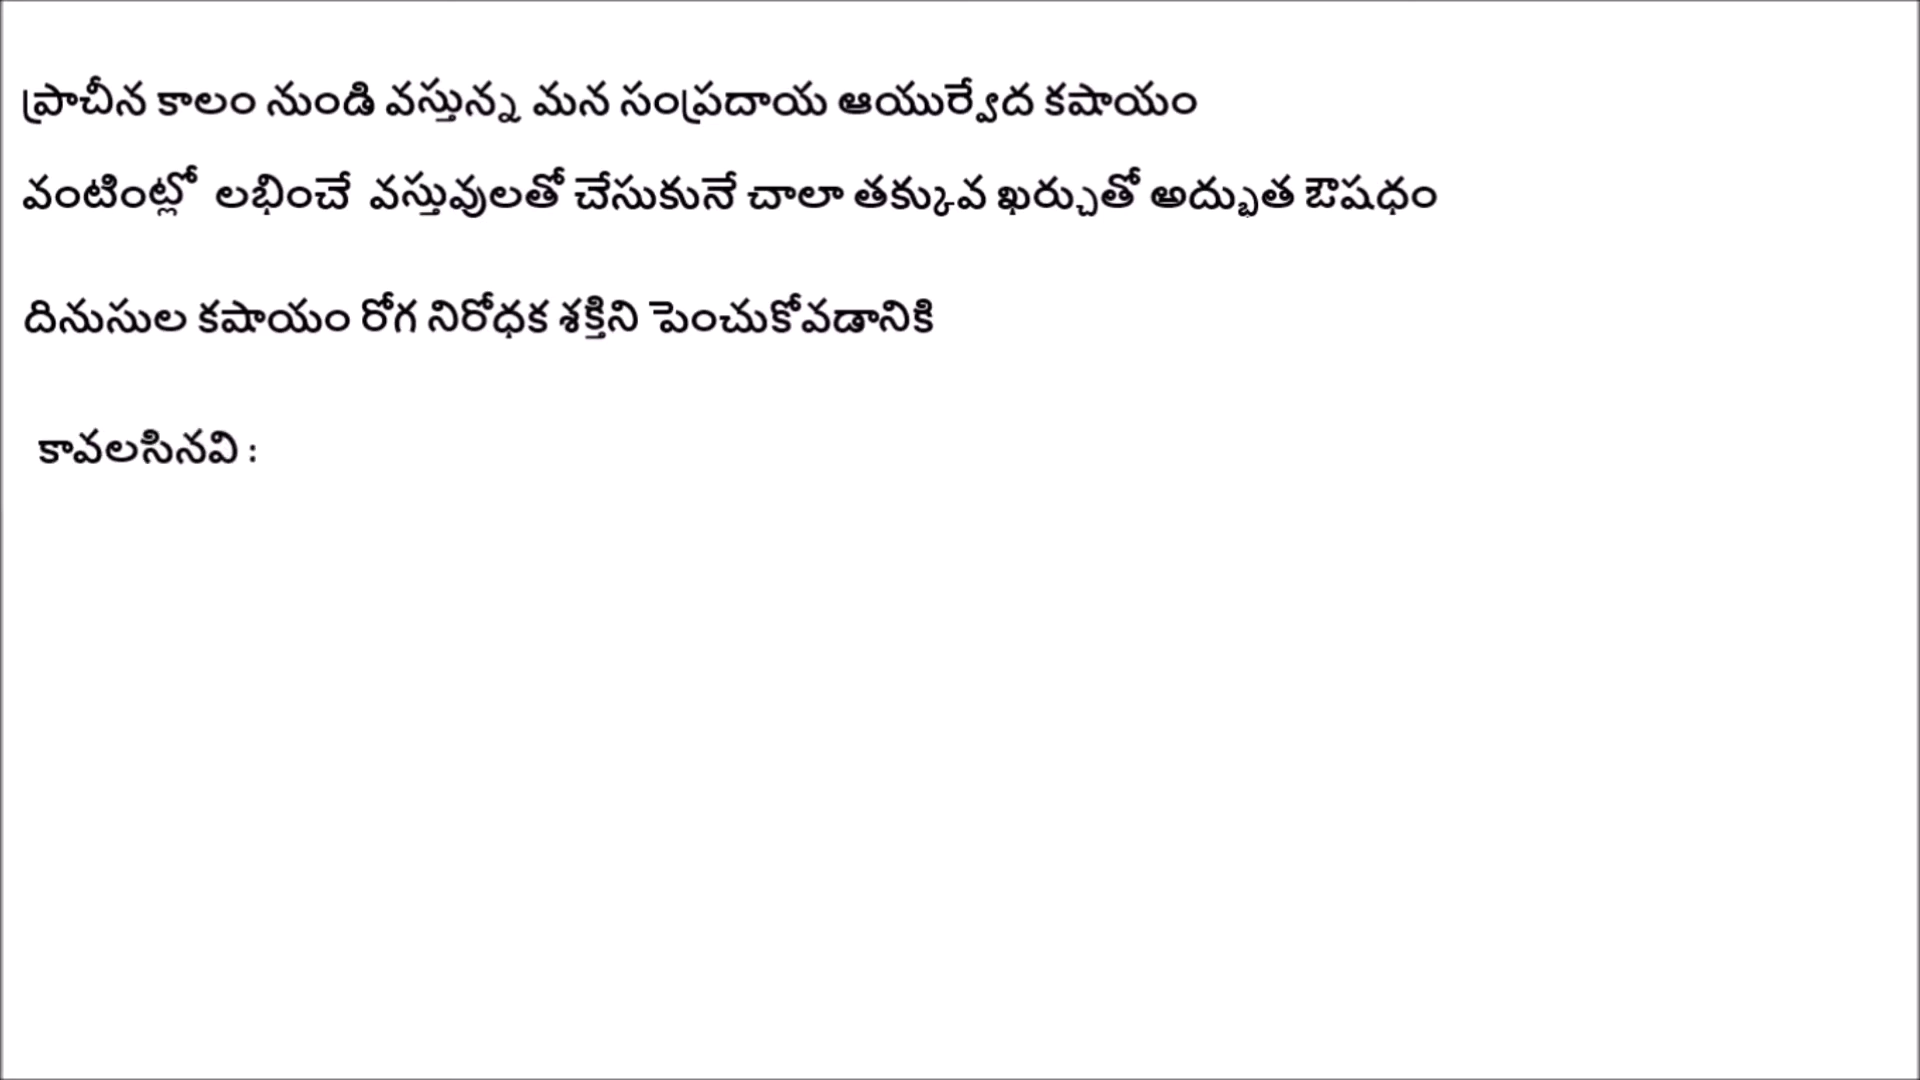 ప్రాచీన కాలం నుండి వస్తున్న మన సంప్రదాయ ఆయుర్వేద కషాయం
వంటింట్లో లభించే వస్తువులతో చేసుకునే చాలా తక్కువ ఖర్చుతో అద్భుత ఔషధం
దినుసుల కషాయం రోగ నిరోధక శక్తిని పెంచుకోవడానికి
కావలసినవి :